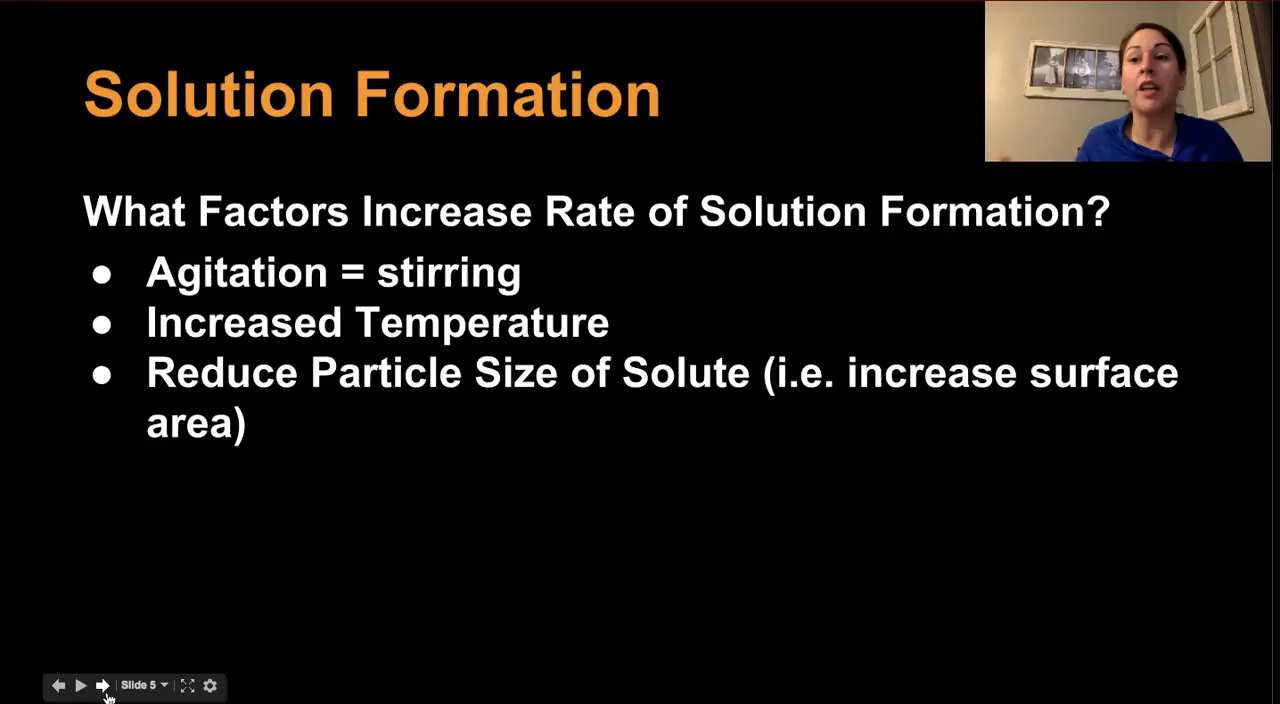 Solution Formation
What Factors Increase Rate of Solution Formation?
● Agitation = stirring
● Increased Temperature
● Reduce Particle Size of Solute (i.e. increase surface
area)
Slide 5